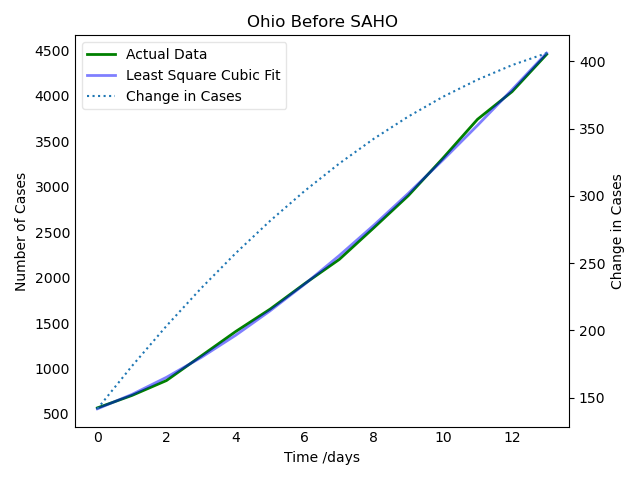 Ohio Before SAHO
Actual Data
Least Square Cubic Fit
Change in Cases
4500
4000
3500
3000
2500
2000
1500
1000
500
Number of Cases
400
350
300
250
200
150
Change in Cases
0 2 4 6 8 10 12
Time /days